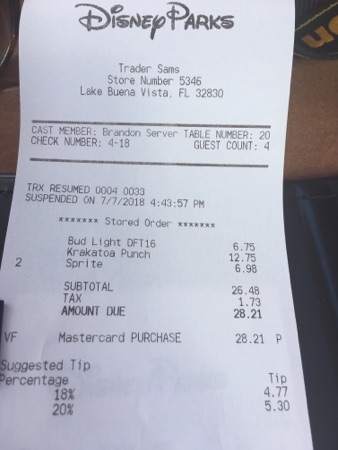 Disney Parks
Trader Sams
Store Number 5346
Lake Buena Vista, FL 32830
CAST MEMBER: Brandon Server TABLE NUMBER: 20
CHECK NUMBER: 4-18 GUEST COUNT: 4
TRX RESUMED 0004 0033
SUSPENDED ON 7/7/2018 4:43:57 PM
******* Stored Order *******
Bud Light DFT16 6.75
Krakatoa Punch 12.75
2 Sprite 6.98
SUBTOTAL 26.48
TAX 1.73
AMOUNT DUE 28.21
VF Mastercard PURCHASE 28.21 P
Suggested Tip
Percentage Tip
18% 4.77
20% 5.30